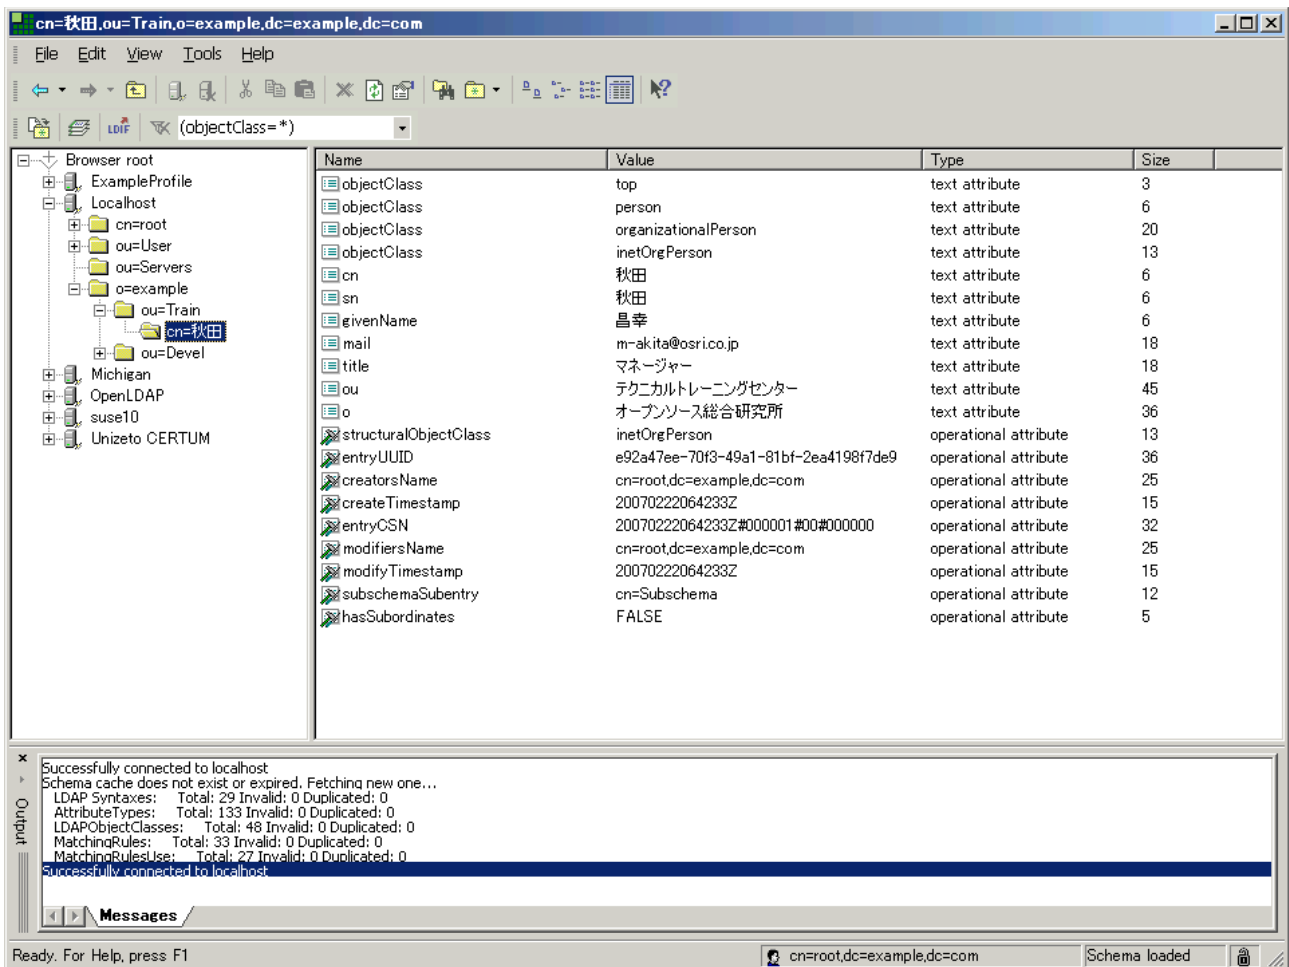 cn=秋田,ou=Train,o=example,dc=example,dc=com
File Edit View Tools Help
LDIF (objectClass=*)
Browser root
ExampleProfile
Localhost
cn=root
ou=User
ou=Servers
o=example
ou=Train
cn=秋田
ou=Devel
Michigan
OpenLDAP
suse10
Unizeto CERTUM
Name Value Type Size
objectClass top text attribute 3
objectClass person text attribute 6
objectClass organizationalPerson text attribute 20
objectClass inetOrgPerson text attribute 13
cn 秋田 text attribute 6
sn 秋田 text attribute 6
givenName 昌幸 text attribute 6
mail m-akita@osri.co.jp text attribute 18
title マネージャー text attribute 18
ou テクニカルトレーニングセンター text attribute 45
o オープンソース総合研究所 text attribute 36
structuralObjectClass inetOrgPerson operational attribute 13
entryUUID e92a47ee-70f3-49a1-81bf-2ea4198f7de9 operational attribute 36
creatorsName cn=root,dc=example,dc=com operational attribute 25
createTimestamp 20070222064233Z operational attribute 15
entryCSN 20070222064233Z#000001#00#000000 operational attribute 32
modifiersName cn=root,dc=example,dc=com operational attribute 25
modifyTimestamp 20070222064233Z operational attribute 15
subschemaSubentry cn=Subschema operational attribute 12
hasSubordinates FALSE operational attribute 5
Output
Successfully connected to localhost
Schema cache does not exist or expired. Fetching new one...
LDAP Syntaxes: Total: 29 Invalid: 0 Duplicated: 0
AttributeTypes: Total: 133 Invalid: 0 Duplicated: 0
LDAPObjectClasses: Total: 48 Invalid: 0 Duplicated: 0
MatchingRules: Total: 33 Invalid: 0 Duplicated: 0
MatchingRulesUse: Total: 27 Invalid: 0 Duplicated: 0
Successfully connected to localhost
Messages
Ready. For Help, press F1 cn=root,dc=example,dc=com Schema loaded